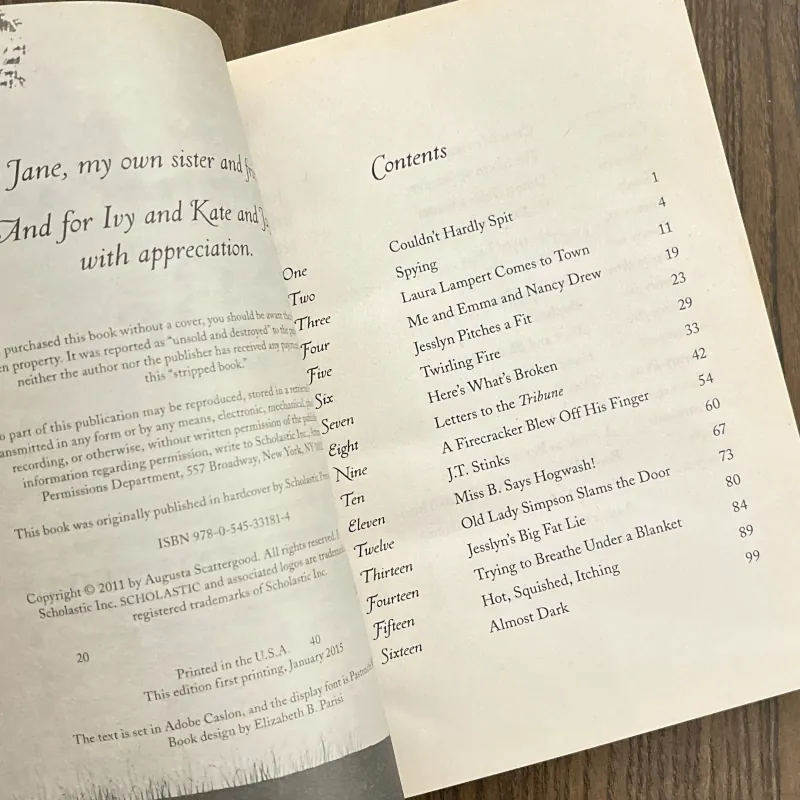 Jane, my own sister and
And for Ivy and Kate and
with appreciation.
purchased this book without a cover, you should be aware
property. It was reported as "unsold and destroyed" to the
neither the author nor the publisher has received any
this "stripped book."
part of this publication may be reproduced, stored in a
in any form or by any means, electronic, mechanical,
recording, or otherwise, without written permission of the
information regarding permission, write to Scholastic Inc.,
Permissions Department, 557 Broadway, New York, NY
This book was originally published in hardcover by Scholastic
ISBN 978-0-545-33181-4
Copyright © 2011 by Augusta Scattergood. All rights reserved.
Scholastic Inc. SCHOLASTIC and associated logos are
registered trademarks of Scholastic Inc.
20 40
Printed in the U.S.A.
This edition first printing, January 2015
The text is set in Adobe Caslon, and the display font is
Book design by Elizabeth B. Parisi
Contents
One Couldn't Hardly Spit 1
Two Spying 4
Three Laura Lampert Comes to Town 11
Four Me and Emma and Nancy Drew 19
Five Jesslyn Pitches a Fit 23
Six Twirling Fire 29
Seven Here's What's Broken 33
Eight Letters to the Tribune 42
Nine A Firecracker Blew Off His Finger 54
Ten J.T. Stinks 60
Eleven Miss B. Says Hogwash! 67
Twelve Old Lady Simpson Slams the Door 73
Thirteen Jesslyn's Big Fat Lie 80
Fourteen Trying to Breathe Under a Blanket 84
Fifteen Hot, Squished, Itching 89
Sixteen Almost Dark 99